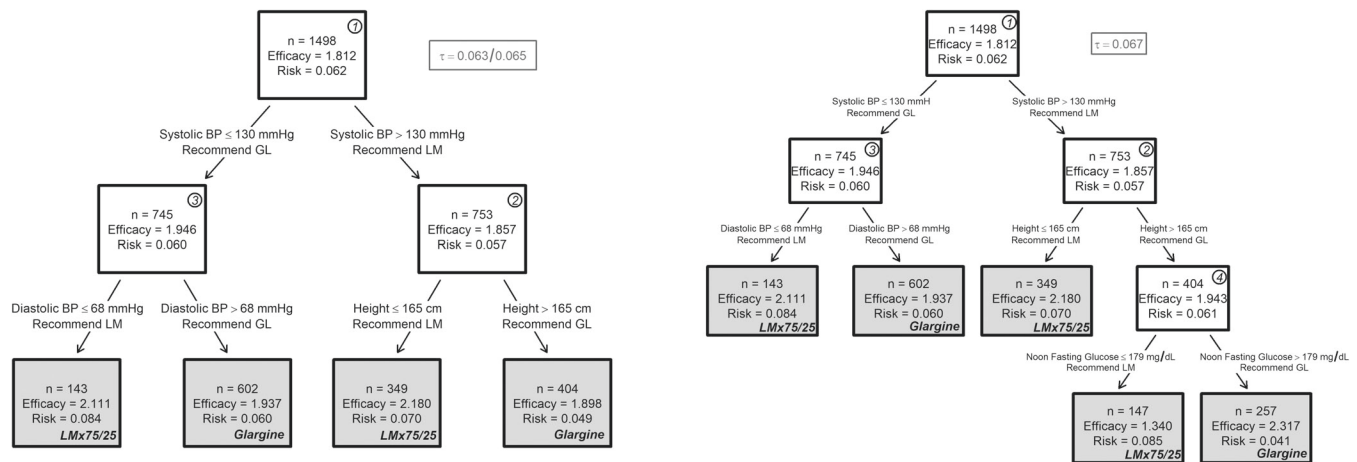 ①
n = 1498
Efficacy = 1.812
Risk = 0.062
τ = 0.063/0.065
Systolic BP ≤ 130 mmHg
Recommend GL
Systolic BP > 130 mmHg
Recommend LM
③
n = 745
Efficacy = 1.946
Risk = 0.060
②
n = 753
Efficacy = 1.857
Risk = 0.057
Diastolic BP ≤ 68 mmHg
Recommend LM
Diastolic BP > 68 mmHg
Recommend GL
Height ≤ 165 cm
Recommend LM
Height > 165 cm
Recommend GL
n = 143
Efficacy = 2.111
Risk = 0.084
LMx75/25
n = 602
Efficacy = 1.937
Risk = 0.060
Glargine
n = 349
Efficacy = 2.180
Risk = 0.070
LMx75/25
n = 404
Efficacy = 1.898
Risk = 0.049
Glargine
①
n = 1498
Efficacy = 1.812
Risk = 0.062
τ = 0.067
Systolic BP ≤ 130 mmH
Recommend GL
Systolic BP > 130 mmHg
Recommend LM
③
n = 745
Efficacy = 1.946
Risk = 0.060
②
n = 753
Efficacy = 1.857
Risk = 0.057
Diastolic BP ≤ 68 mmHg
Recommend LM
Diastolic BP > 68 mmHg
Recommend GL
Height ≤ 165 cm
Recommend LM
Height > 165 cm
Recommend GL
n = 143
Efficacy = 2.111
Risk = 0.084
LMx75/25
n = 602
Efficacy = 1.937
Risk = 0.060
Glargine
n = 349
Efficacy = 2.180
Risk = 0.070
LMx75/25
④
n = 404
Efficacy = 1.943
Risk = 0.061
Noon Fasting Glucose ≤ 179 mg/dL
Recommend LM
Noon Fasting Glucose > 179 mg/dL
Recommend GL
n = 147
Efficacy = 1.340
Risk = 0.085
LMx75/25
n = 257
Efficacy = 2.317
Risk = 0.041
Glargine